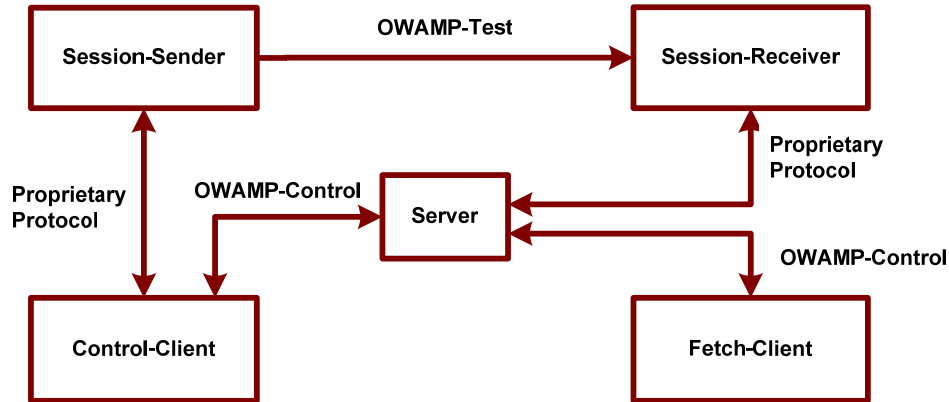 OWAMP-Test
Session-Sender
Session-Receiver
Proprietary
Protocol
OWAMP-Control
Proprietary
Protocol
Server
OWAMP-Control
Control-Client
Fetch-Client